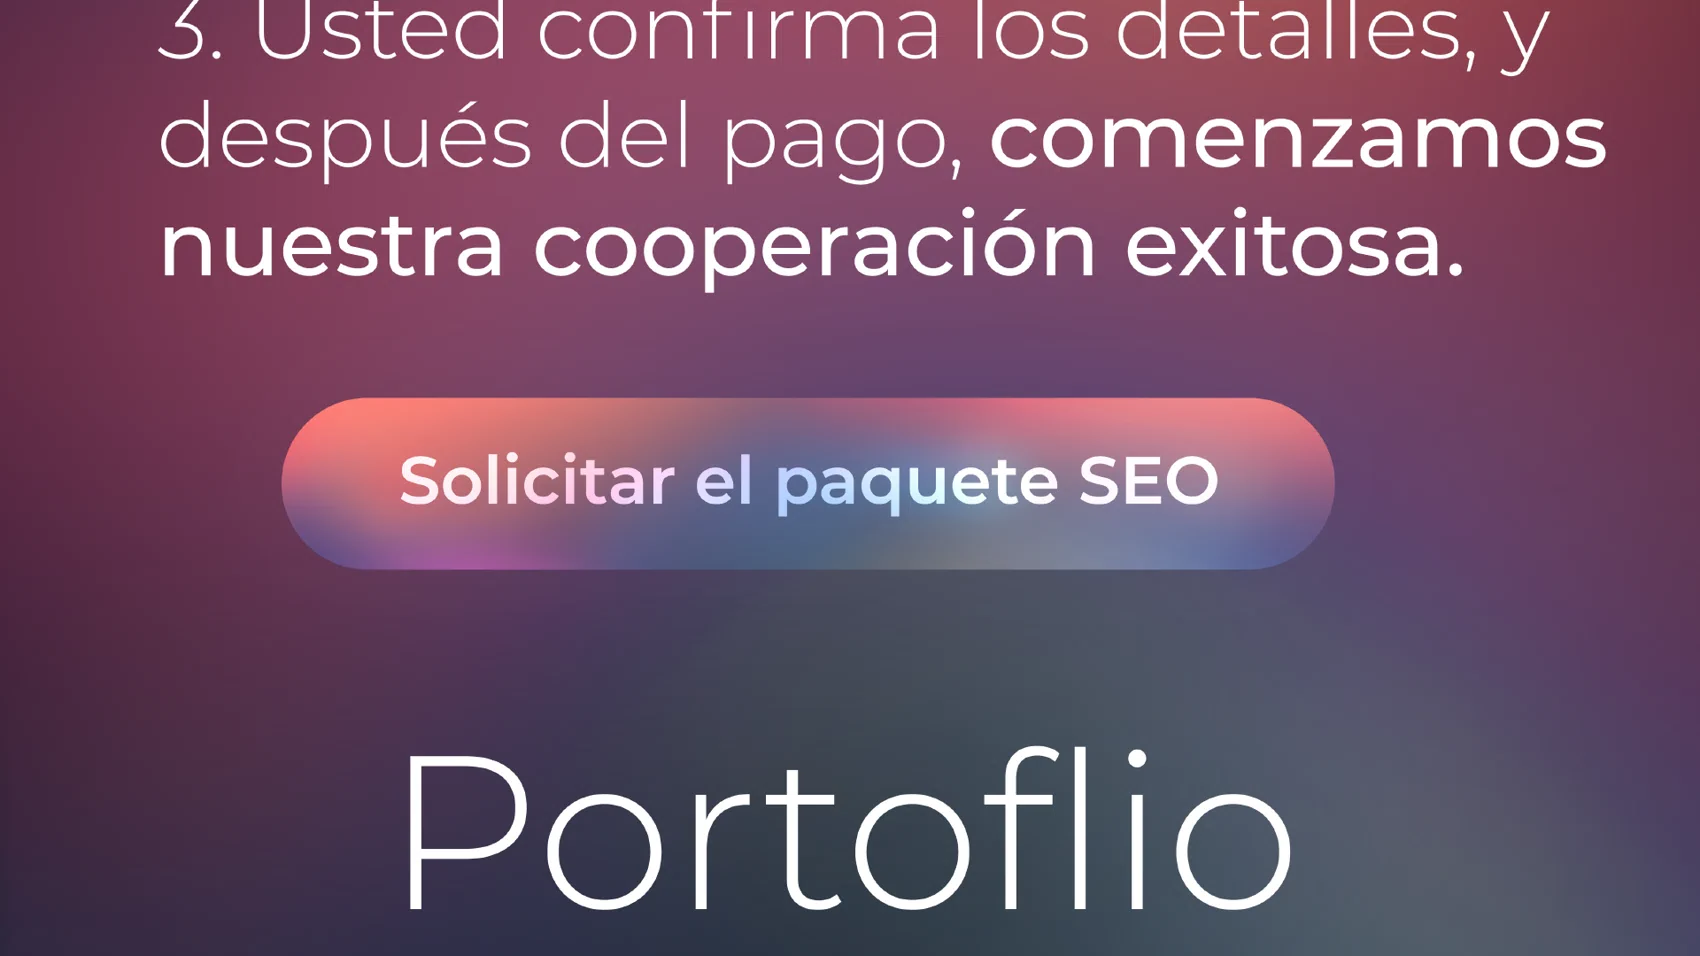 3. Usted confirma los detalles, y
después del pago, comenzamos
nuestra cooperación exitosa.
Solicitar el paquete SEO
Portoflio